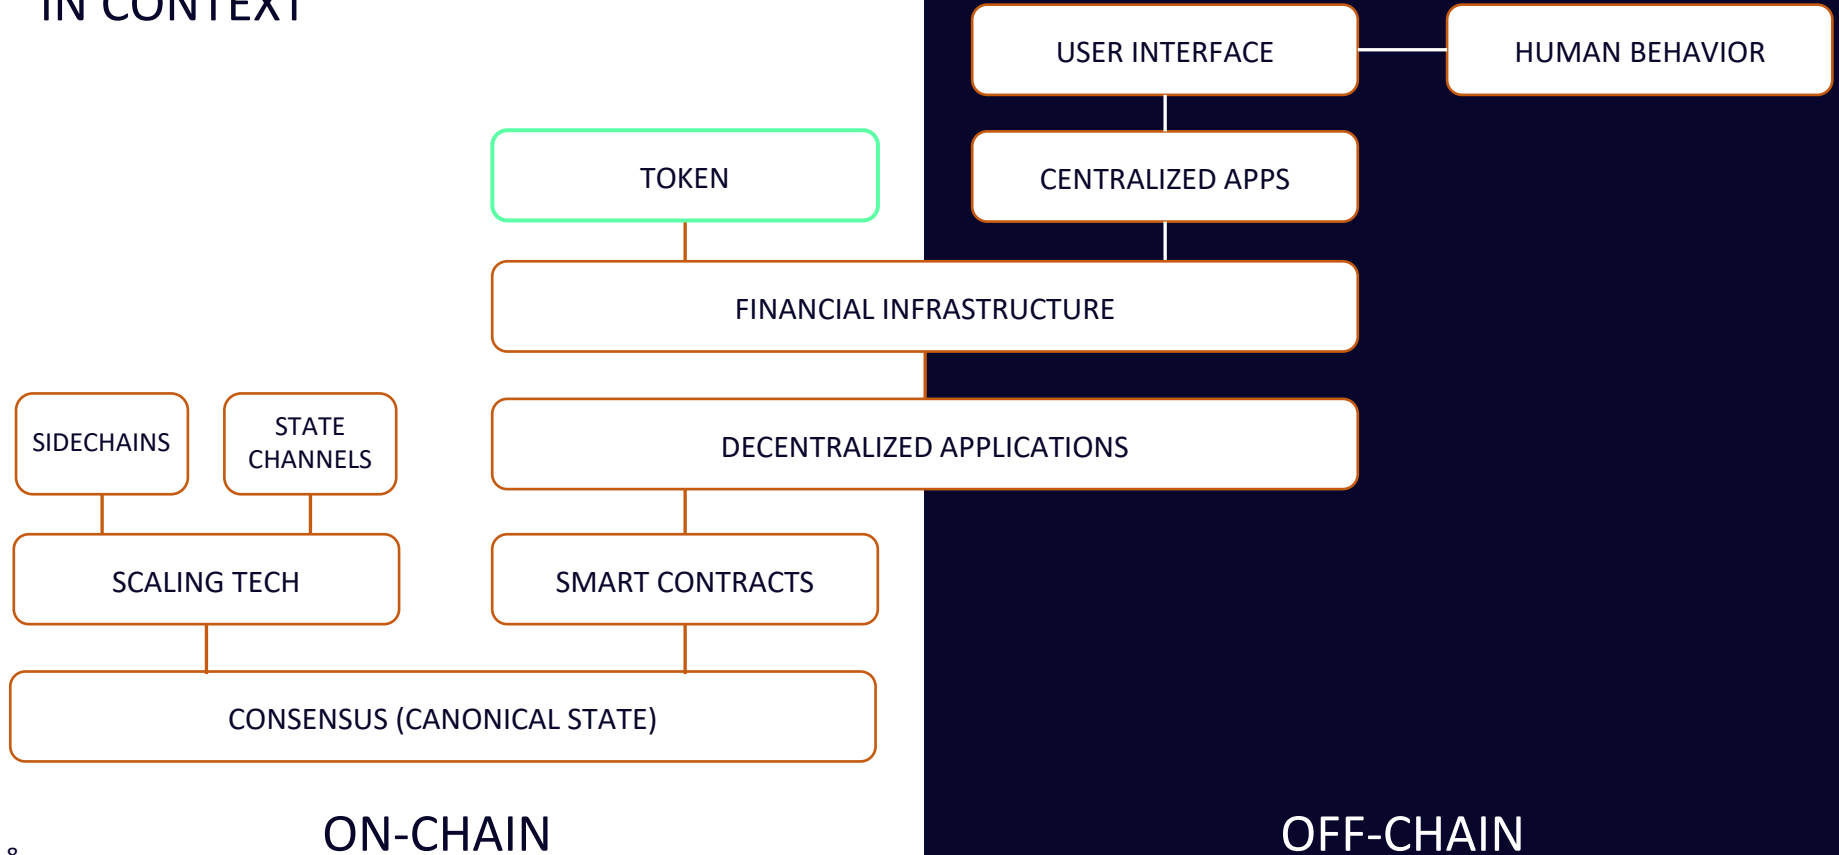 IN CONTEXT
USER INTERFACE
HUMAN BEHAVIOR
TOKEN
CENTRALIZED APPS
FINANCIAL INFRASTRUCTURE
SIDECHAINS
STATE
CHANNELS
DECENTRALIZED APPLICATIONS
SCALING TECH
SMART CONTRACTS
CONSENSUS (CANONICAL STATE)
ON-CHAIN
OFF-CHAIN
8